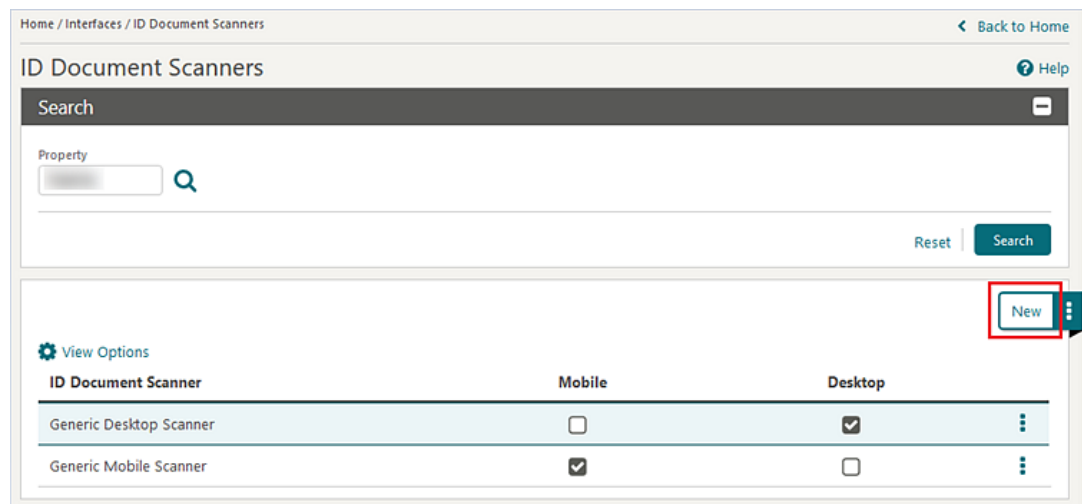 Home / Interfaces / ID Document Scanners Back to Home
ID Document Scanners Help
Search
Property
Reset Search
New
View Options
ID Document Scanner Mobile Desktop
Generic Desktop Scanner
Generic Mobile Scanner